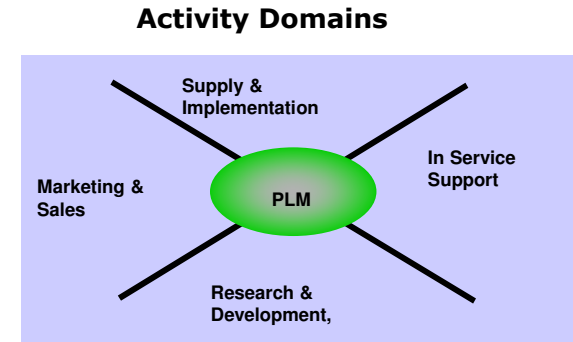 Activity Domains
Supply &
Implementation
In Service
Support
Marketing &
Sales
PLM
Research &
Development,